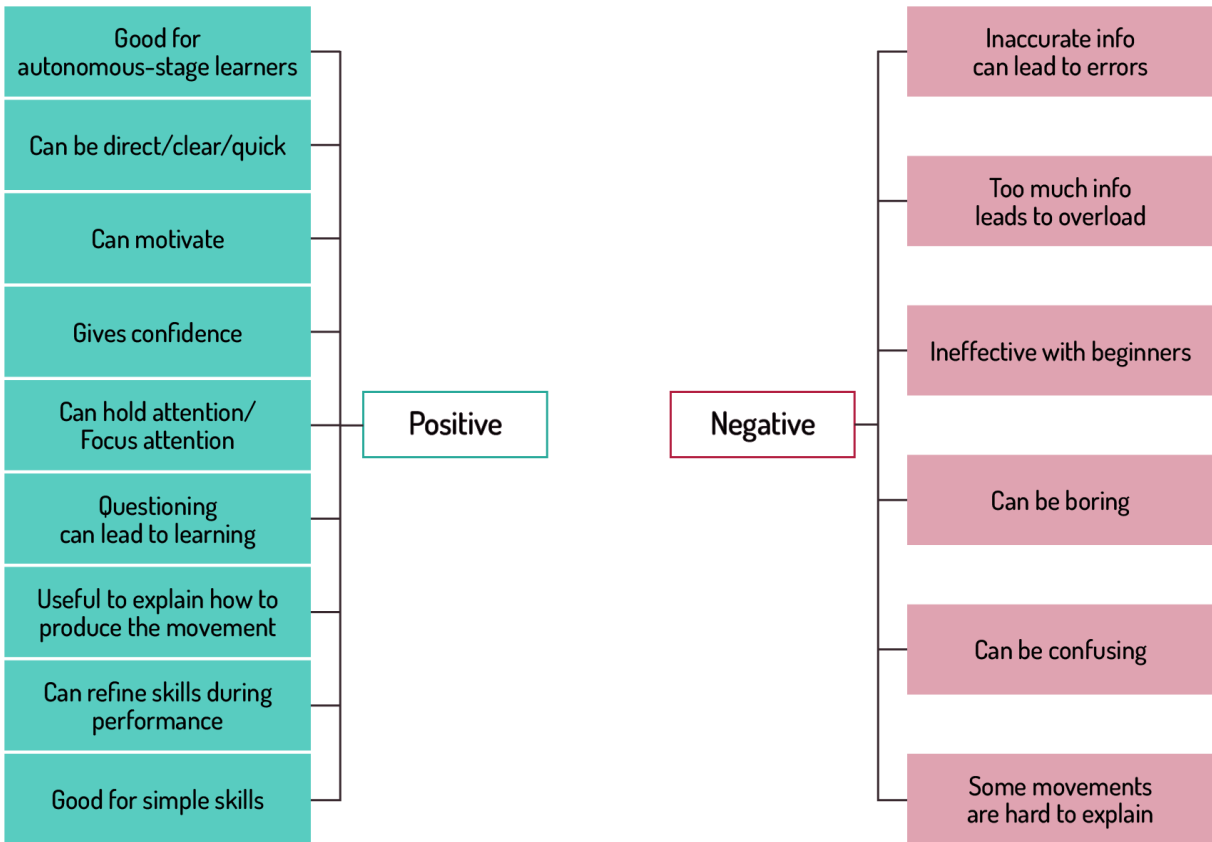 Good for
autonomous-stage learners
Can be direct/clear/quick
Can motivate
Gives confidence
Can hold attention/
Focus attention
Questioning
can lead to learning
Useful to explain how to
produce the movement
Can refine skills during
performance
Good for simple skills
Positive
Negative
Inaccurate info
can lead to errors
Too much info
leads to overload
Ineffective with beginners
Can be boring
Can be confusing
Some movements
are hard to explain